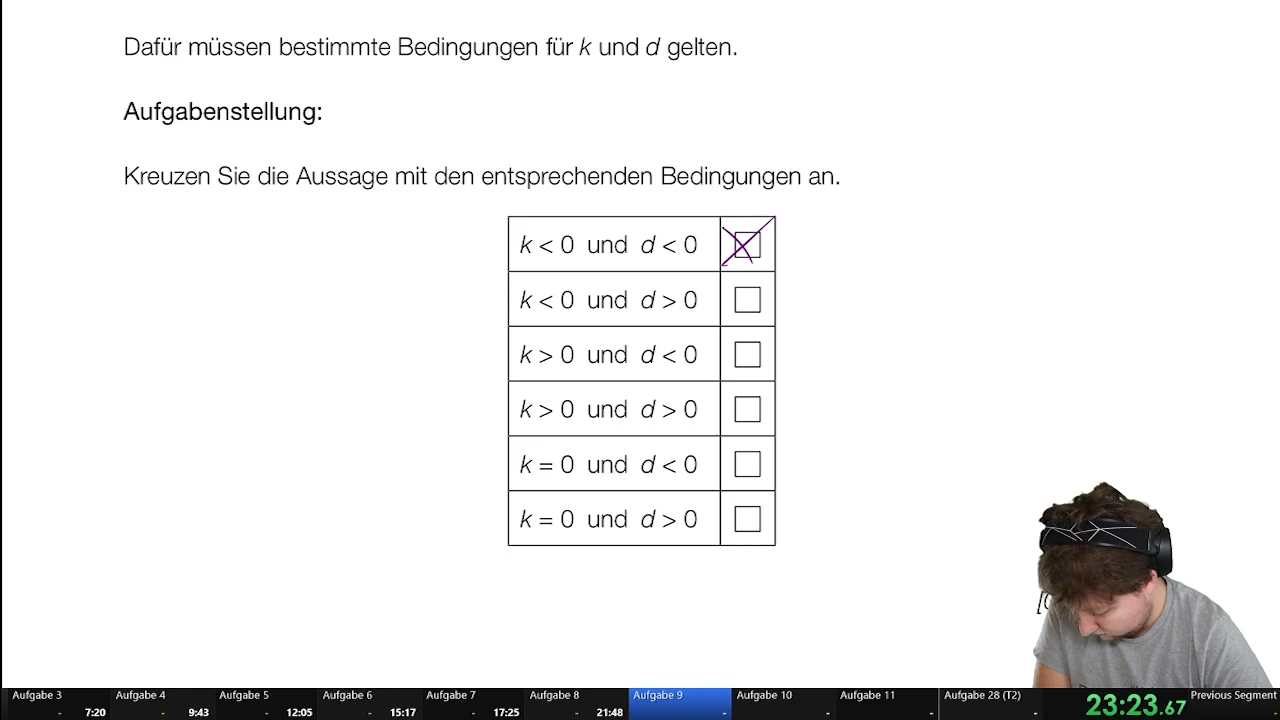 Dafür müssen bestimmte Bedingungen für k und d gelten.
Aufgabenstellung:
Kreuzen Sie die Aussage mit den entsprechenden Bedingungen an.
k < 0 und d < 0
k < 0 und d > 0
k > 0 und d < 0
k > 0 und d > 0
k = 0 und d < 0
k = 0 und d > 0
Aufgabe 3 Aufgabe 4 Aufgabe 5 Aufgabe 6 Aufgabe 7 Aufgabe 8 Aufgabe 9 Aufgabe 10 Aufgabe 11 Aufgabe 28 (T2) 23:23.67 Previous Segment
- 7:20 - 9:43 - 12:05 - 15:17 - 17:25 - 21:48 - - - - -